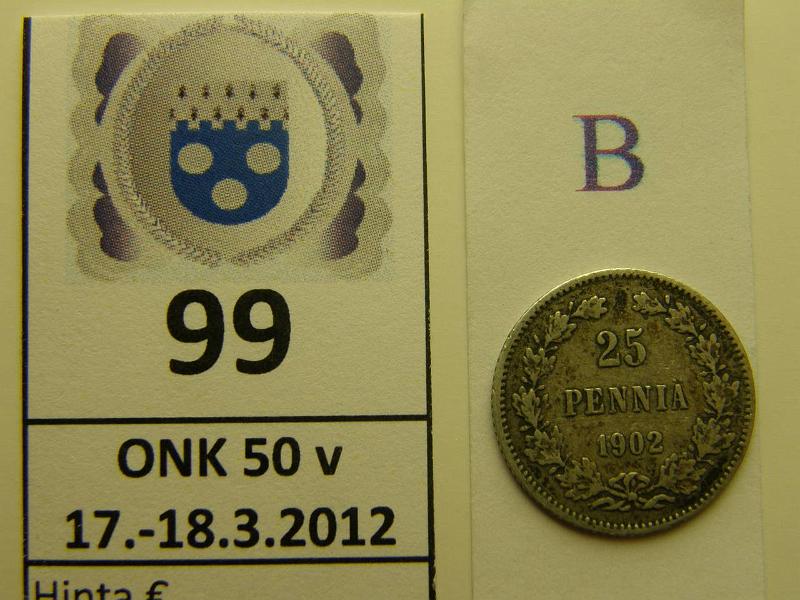 99
ONK 50 v
17.-18.3.2012
Hinta €
B
25
PENNIA
1902